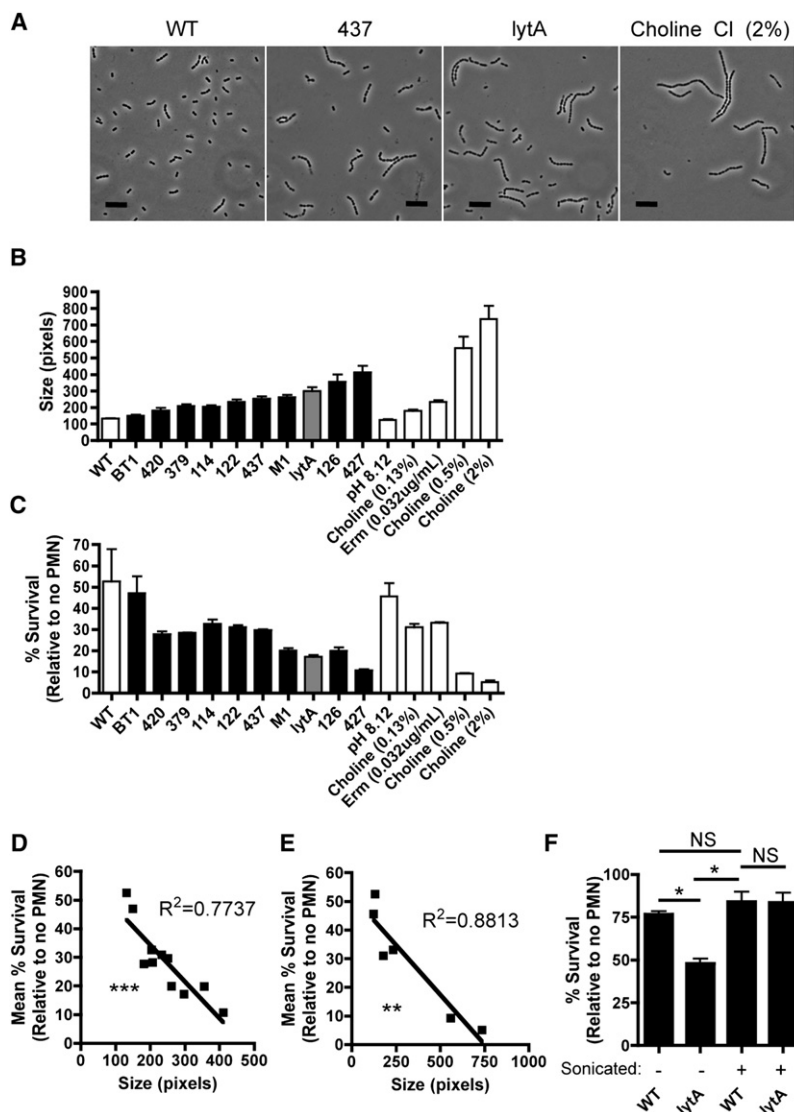 A
WT
437
lytA
Choline Cl (2%)
B
Size (pixels)
900
800
700
600
500
400
300
200
100
0
WT
BT1
420
379
114
122
437
M1
lytA
126
427
pH 8.12
Choline (0.13%)
Erm (0.032ug/mL)
Choline (0.5%)
Choline (2%)
C
% Survival
(Relative to no PMN)
70
60
50
40
30
20
10
0
WT
BT1
420
379
114
122
437
M1
lytA
126
427
pH 8.12
Choline (0.13%)
Erm (0.032ug/mL)
Choline (0.5%)
Choline (2%)
D
Mean % Survival
(Relative to no PMN)
60
50
40
30
20
10
0
R²=0.7737
***
0 100 200 300 400 500
Size (pixels)
E
Mean % Survival
(Relative to no PMN)
60
50
40
30
20
10
0
R²=0.8813
**
0 250 500 750 1000
Size (pixels)
F
% Survival
(Relative to no PMN)
100
75
50
25
0
NS
* * NS
Sonicated: - - + +
WT lytA WT lytA